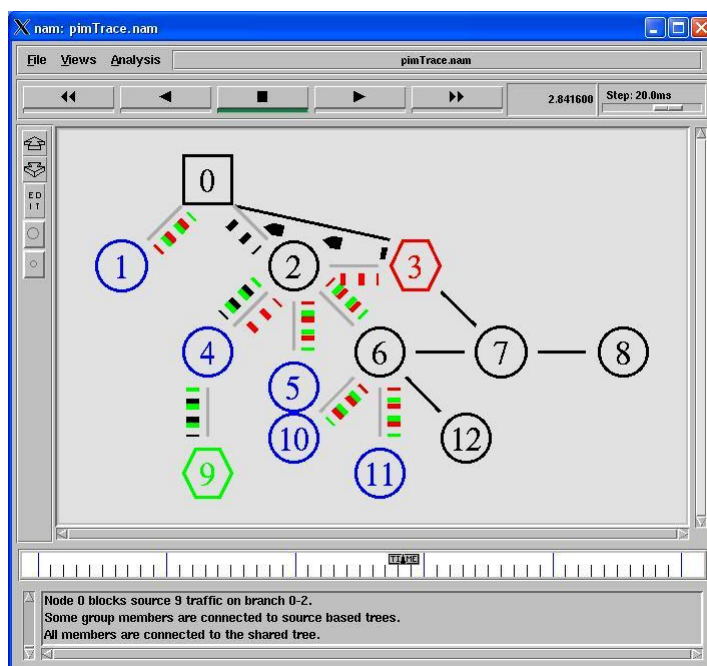 nam: pimTrace.nam
File Views Analysis pimTrace.nam
2.841600 Step: 20.0ms
E D
I T
0
1
2
3
4
5
6
7
8
10
12
9
11
TIME
Node 0 blocks source 9 traffic on branch 0-2.
Some group members are connected to source based trees.
All members are connected to the shared tree.